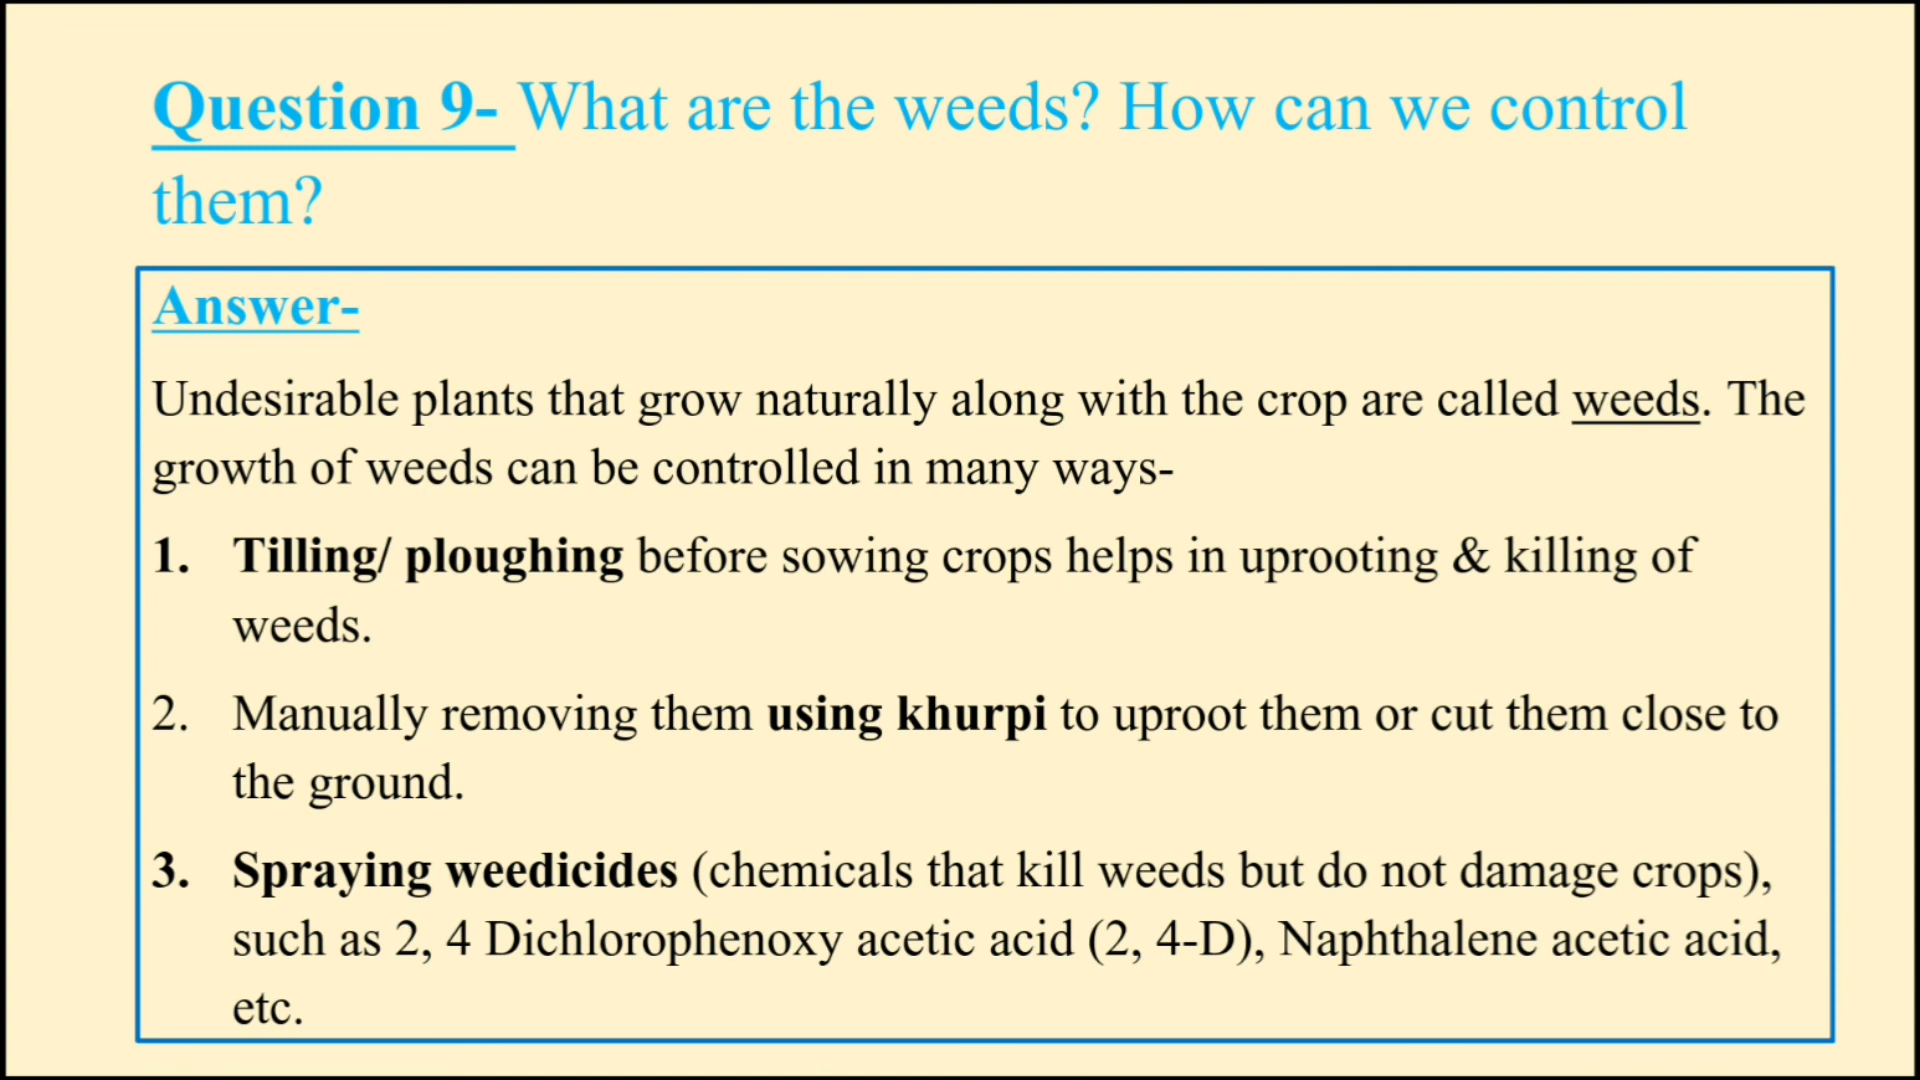 Question 9- What are the weeds? How can we control
them?
Answer-
Undesirable plants that grow naturally along with the crop are called weeds. The
growth of weeds can be controlled in many ways-
1. Tilling/ ploughing before sowing crops helps in uprooting & killing of
weeds.
2. Manually removing them using khurpi to uproot them or cut them close to
the ground.
3. Spraying weedicides (chemicals that kill weeds but do not damage crops),
such as 2, 4 Dichlorophenoxy acetic acid (2, 4-D), Naphthalene acetic acid,
etc.